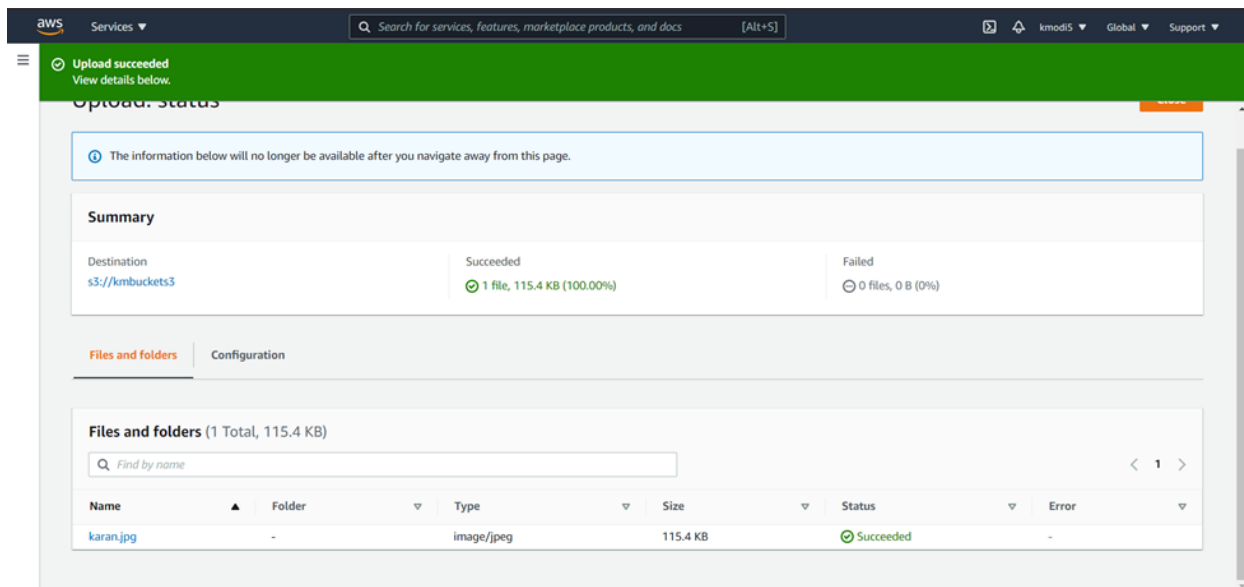 aws Services ▼ Search for services, features, marketplace products, and docs [Alt+S] kmodi5 ▼ Global ▼ Support ▼
Upload succeeded
View details below.
Upload: status Close
The information below will no longer be available after you navigate away from this page.
Summary
Destination Succeeded Failed
s3://kmbuckets3 1 file, 115.4 KB (100.00%) 0 files, 0 B (0%)
Files and folders Configuration
Files and folders (1 Total, 115.4 KB)
Find by name < 1 >
Name ▲ Folder ▽ Type ▽ Size ▽ Status ▽ Error ▽
karan.jpg - image/jpeg 115.4 KB Succeeded -